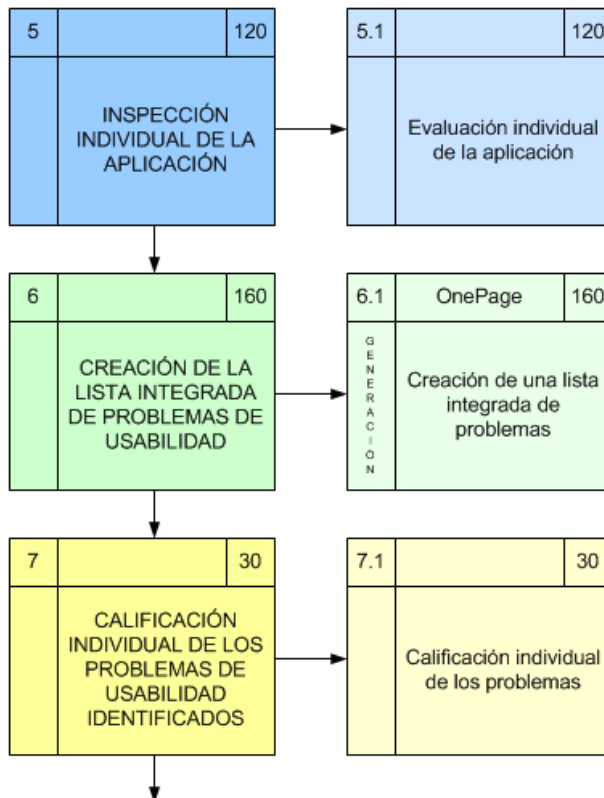 5
120
INSPECCIÓN
INDIVIDUAL DE LA
APLICACIÓN
5.1
120
Evaluación individual
de la aplicación
6
160
CREACIÓN DE LA
LISTA INTEGRADA
DE PROBLEMAS DE
USABILIDAD
6.1
OnePage
160
GENERACIÓN
Creación de una lista
integrada de
problemas
7
30
CALIFICACIÓN
INDIVIDUAL DE LOS
PROBLEMAS DE
USABILIDAD
IDENTIFICADOS
7.1
30
Calificación individual
de los problemas